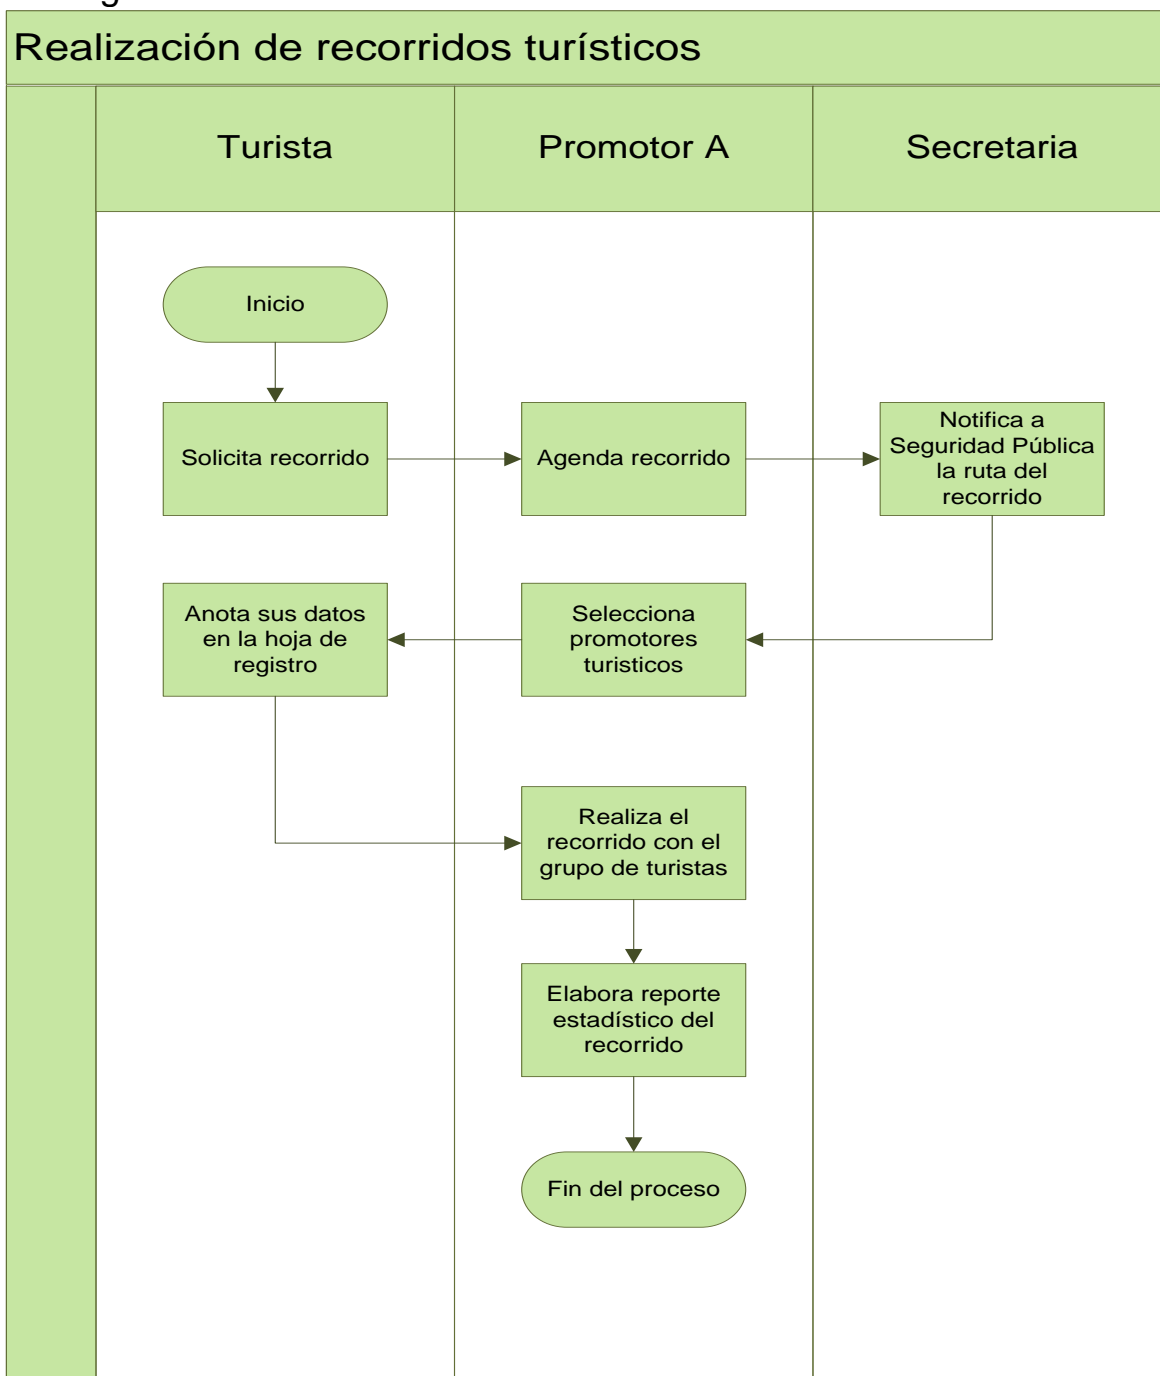 Realización de recorridos turísticos
Turista
Promotor A
Secretaria
Inicio
Solicita recorrido
Agenda recorrido
Notifica a
Seguridad Pública
la ruta del
recorrido
Anota sus datos
en la hoja de
registro
Selecciona
promotores
turisticos
Realiza el
recorrido con el
grupo de turistas
Elabora reporte
estadístico del
recorrido
Fin del proceso